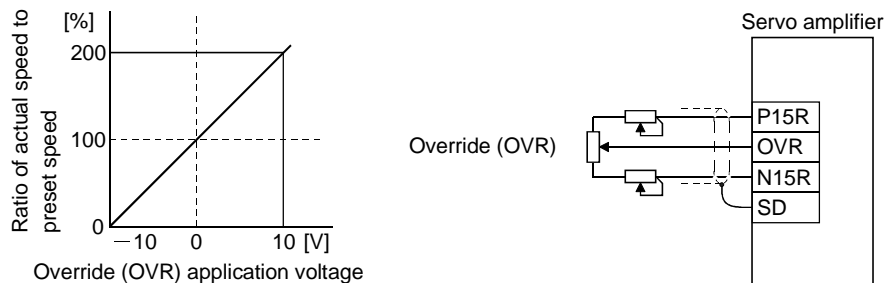 [%]
200
100
0
Ratio of actual speed to
preset speed
－10
0
10 [V]
Override (OVR) application voltage
Servo amplifier
Override (OVR)
P15R
OVR
N15R
SD